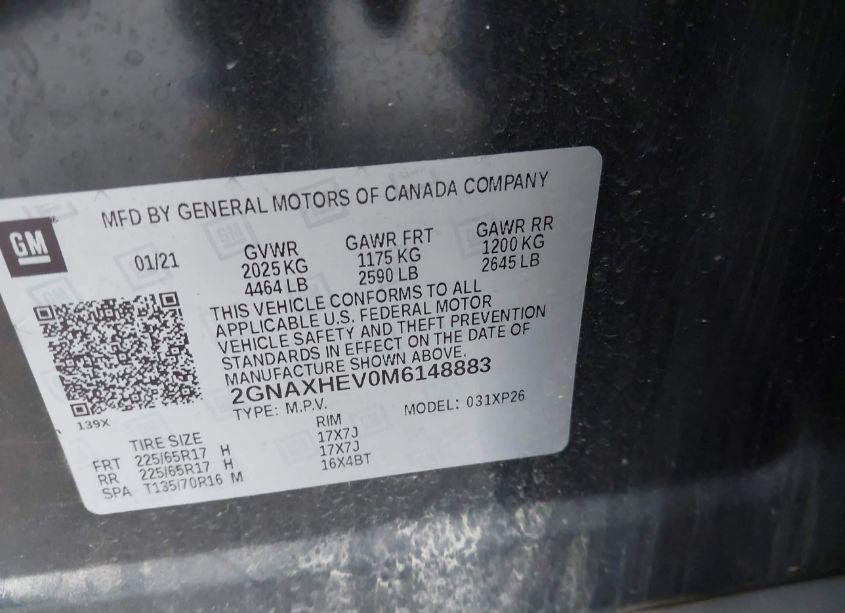 MFD BY GENERAL MOTORS OF CANADA COMPANY
GM
01/21
GVWR
2025 KG
4464 LB
GAWR FRT
1175 KG
2590 LB
GAWR RR
1200 KG
2645 LB
THIS VEHICLE CONFORMS TO ALL
APPLICABLE U.S. FEDERAL MOTOR
VEHICLE SAFETY AND THEFT PREVENTION
STANDARDS IN EFFECT ON THE DATE OF
MANUFACTURE SHOWN ABOVE.
2GNAXHEV0M6148883
TYPE: M.P.V. MODEL: 031XP26
139X
TIRE SIZE RIM
FRT 225/65R17 H 17X7J
RR 225/65R17 H 17X7J
SPA T135/70R16 M 16X4BT